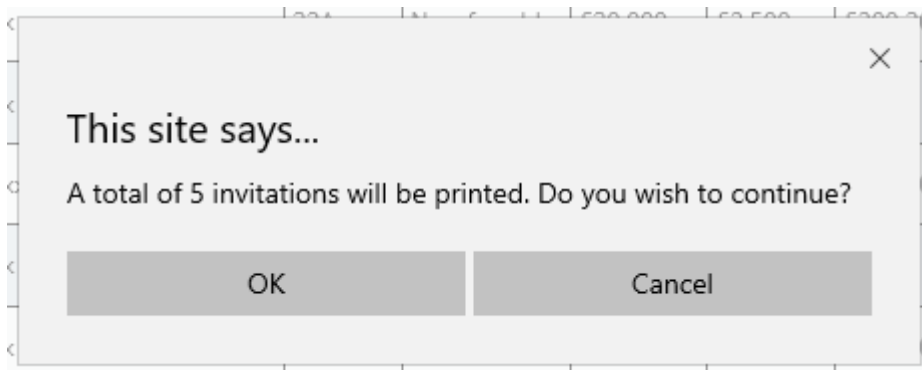 This site says...
A total of 5 invitations will be printed. Do you wish to continue?
OK
Cancel